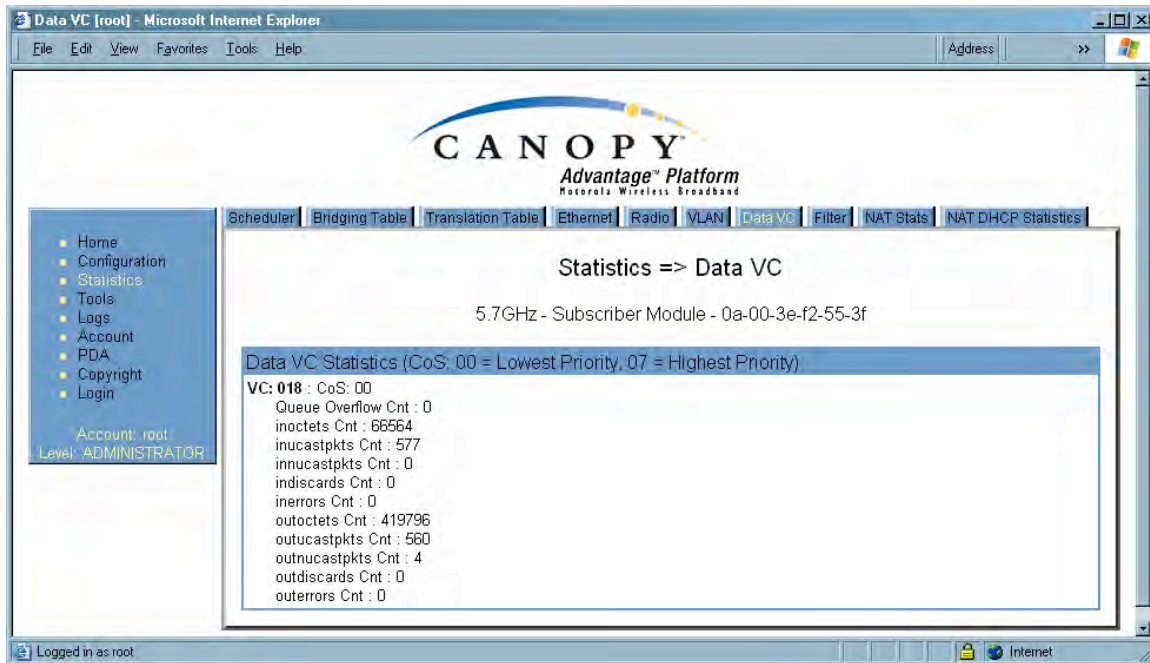 Data VC [root] - Microsoft Internet Explorer
File Edit View Favorites Tools Help
Address »
CANOPY™
Advantage™ Platform
Motorola Wireless Broadband
Scheduler Bridging Table Translation Table Ethernet Radio VLAN Data VC Filter NAT Stats NAT DHCP Statistics
Home
Configuration
Statistics
Tools
Logs
Account
PDA
Copyright
Login
Account: root
Level: ADMINISTRATOR
Statistics => Data VC
5.7GHz - Subscriber Module - 0a-00-3e-f2-55-3f
Data VC Statistics (CoS: 00 = Lowest Priority, 07 = Highest Priority)
VC: 018 : CoS: 00
Queue Overflow Cnt : 0
inoctets Cnt : 66564
inucastpkts Cnt : 577
innucastpkts Cnt : 0
indiscards Cnt : 0
inerrors Cnt : 0
outoctets Cnt : 419796
outucastpkts Cnt : 560
outnucastpkts Cnt : 4
outdiscards Cnt : 0
outerrors Cnt : 0
Logged in as root
Internet